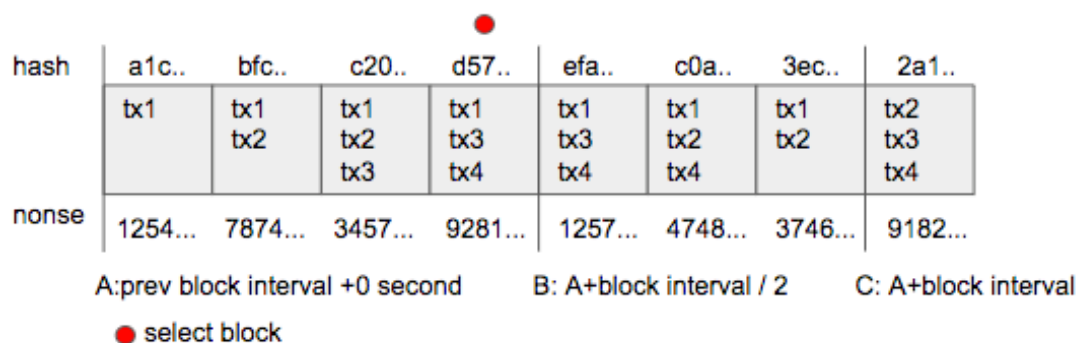 hash a1c.. bfc.. c20.. d57.. efa.. c0a.. 3ec.. 2a1..
tx1 tx1 tx1 tx1 tx1 tx1 tx1 tx2
tx2 tx2 tx3 tx3 tx2 tx2 tx3
tx3 tx4 tx4 tx4 tx4
nonse 1254... 7874... 3457... 9281... 1257... 4748... 3746... 9182...
A:prev block interval +0 second B: A+block interval / 2 C: A+block interval
select block